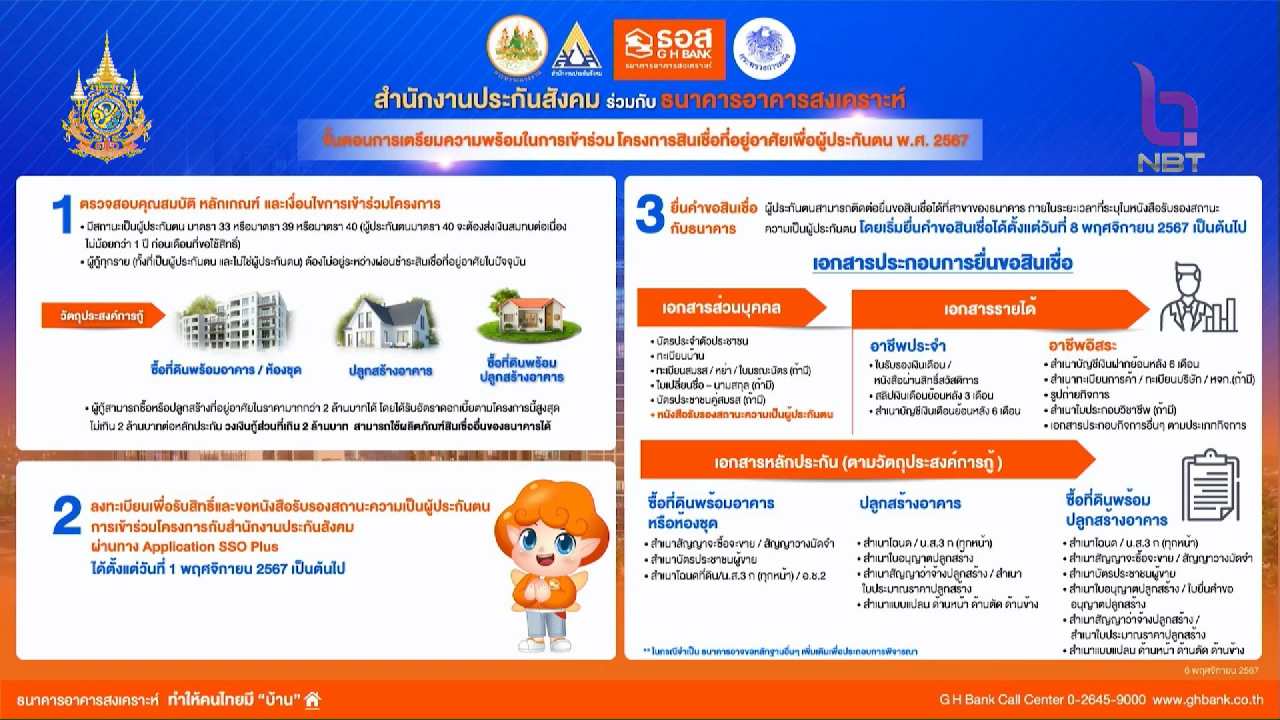 กระทรวงแรงงาน
สำนักงานประกันสังคม
ธอส
G H BANK
ธนาคารอาคารสงเคราะห์
กระทรวงการคลัง
สำนักงานประกันสังคม ร่วมกับ ธนาคารอาคารสงเคราะห์
ขั้นตอนการเตรียมความพร้อมในการเข้าร่วม โครงการสินเชื่อที่อยู่อาศัยเพื่อผู้ประกันตน พ.ศ. 2567
NBT
1 ตรวจสอบคุณสมบัติ หลักเกณฑ์ และเงื่อนไขการเข้าร่วมโครงการ
• มีสถานะเป็นผู้ประกันตน มาตรา 33 หรือมาตรา 39 หรือมาตรา 40 (ผู้ประกันตนมาตรา 40 จะต้องส่งเงินสมทบต่อเนื่อง
ไม่น้อยกว่า 1 ปี ก่อนเดือนที่ขอใช้สิทธิ์)
• ผู้กู้ทุกราย (ทั้งที่เป็นผู้ประกันตน และไม่ใช่ผู้ประกันตน) ต้องไม่อยู่ระหว่างผ่อนชำระสินเชื่อที่อยู่อาศัยในปัจจุบัน
วัตถุประสงค์การกู้
ซื้อที่ดินพร้อมอาคาร / ห้องชุด
ปลูกสร้างอาคาร
ซื้อที่ดินพร้อม
ปลูกสร้างอาคาร
• ผู้กู้สามารถซื้อหรือปลูกสร้างที่อยู่อาศัยในราคามากกว่า 2 ล้านบาทได้ โดยได้รับอัตราดอกเบี้ยตามโครงการนี้สูงสุด
ไม่เกิน 2 ล้านบาทต่อหลักประกัน วงเงินกู้ส่วนที่เกิน 2 ล้านบาท สามารถใช้ผลิตภัณฑ์สินเชื่ออื่นของธนาคารได้
2 ลงทะเบียนเพื่อรับสิทธิ์และขอหนังสือรับรองสถานะความเป็นผู้ประกันตน
การเข้าร่วมโครงการกับสำนักงานประกันสังคม
ผ่านทาง Application SSO Plus
ได้ตั้งแต่วันที่ 1 พฤศจิกายน 2567 เป็นต้นไป
3 ยื่นคำขอสินเชื่อ
กับธนาคาร
ผู้ประกันตนสามารถติดต่อยื่นขอสินเชื่อได้ที่สาขาของธนาคาร ภายในระยะเวลาที่ระบุในหนังสือรับรองสถานะ
ความเป็นผู้ประกันตน โดยเริ่มยื่นคำขอสินเชื่อได้ตั้งแต่วันที่ 8 พฤศจิกายน 2567 เป็นต้นไป
เอกสารประกอบการยื่นขอสินเชื่อ
เอกสารส่วนบุคคล
• บัตรประจำตัวประชาชน
• ทะเบียนบ้าน
• ทะเบียนสมรส / หย่า / ใบมรณะบัตร (ถ้ามี)
• ใบเปลี่ยนชื่อ – นามสกุล (ถ้ามี)
• บัตรประชาชนคู่สมรส (ถ้ามี)
• หนังสือรับรองสถานะความเป็นผู้ประกันตน
เอกสารรายได้
อาชีพประจำ
• ใบรับรองเงินเดือน /
หนังสือผ่านสิทธิ์สวัสดิการ
• สลิปเงินเดือนย้อนหลัง 3 เดือน
• สำเนาบัญชีเงินเดือนย้อนหลัง 6 เดือน
อาชีพอิสระ
• สำเนาบัญชีเงินฝากย้อนหลัง 6 เดือน
• สำเนาทะเบียนการค้า / ทะเบียนบริษัท / หจก.(ถ้ามี)
• รูปถ่ายกิจการ
• สำเนาใบประกอบวิชาชีพ (ถ้ามี)
• เอกสารประกอบกิจการอื่นๆ ตามประเภทกิจการ
เอกสารหลักประกัน (ตามวัตถุประสงค์การกู้ )
ซื้อที่ดินพร้อมอาคาร
หรือห้องชุด
• สำเนาสัญญาจะซื้อจะขาย / สัญญาวางมัดจำ
• สำเนาบัตรประชาชนผู้ขาย
• สำเนาโฉนดที่ดิน/น.ส.3 ก (ทุกหน้า) / อ.ช.2
ปลูกสร้างอาคาร
• สำเนาโฉนด / น.ส.3 ก (ทุกหน้า)
• สำเนาใบอนุญาตปลูกสร้าง
• สำเนาสัญญาว่าจ้างปลูกสร้าง / สำเนา
ใบประมาณราคาปลูกสร้าง
• สำเนาแบบแปลน ด้านหน้า ด้านตัด ด้านข้าง
ซื้อที่ดินพร้อม
ปลูกสร้างอาคาร
• สำเนาโฉนด / น.ส.3 ก (ทุกหน้า)
• สำเนาสัญญาจะซื้อจะขาย / สัญญาวางมัดจำ
• สำเนาบัตรประชาชนผู้ขาย
• สำเนาใบอนุญาตปลูกสร้าง / ใบยื่นคำขอ
อนุญาตปลูกสร้าง
• สำเนาสัญญาว่าจ้างปลูกสร้าง /
สำเนาใบประมาณราคาปลูกสร้าง
• สำเนาแบบแปลน ด้านหน้า ด้านตัด ด้านข้าง
** ในกรณีจำเป็น ธนาคารอาจขอหลักฐานอื่นๆ เพิ่มเติมเพื่อประกอบการพิจารณา
6 พฤศจิกายน 2567
ธนาคารอาคารสงเคราะห์ ทำให้คนไทยมี “บ้าน”
G H Bank Call Center 0-2645-9000 www.ghbank.co.th